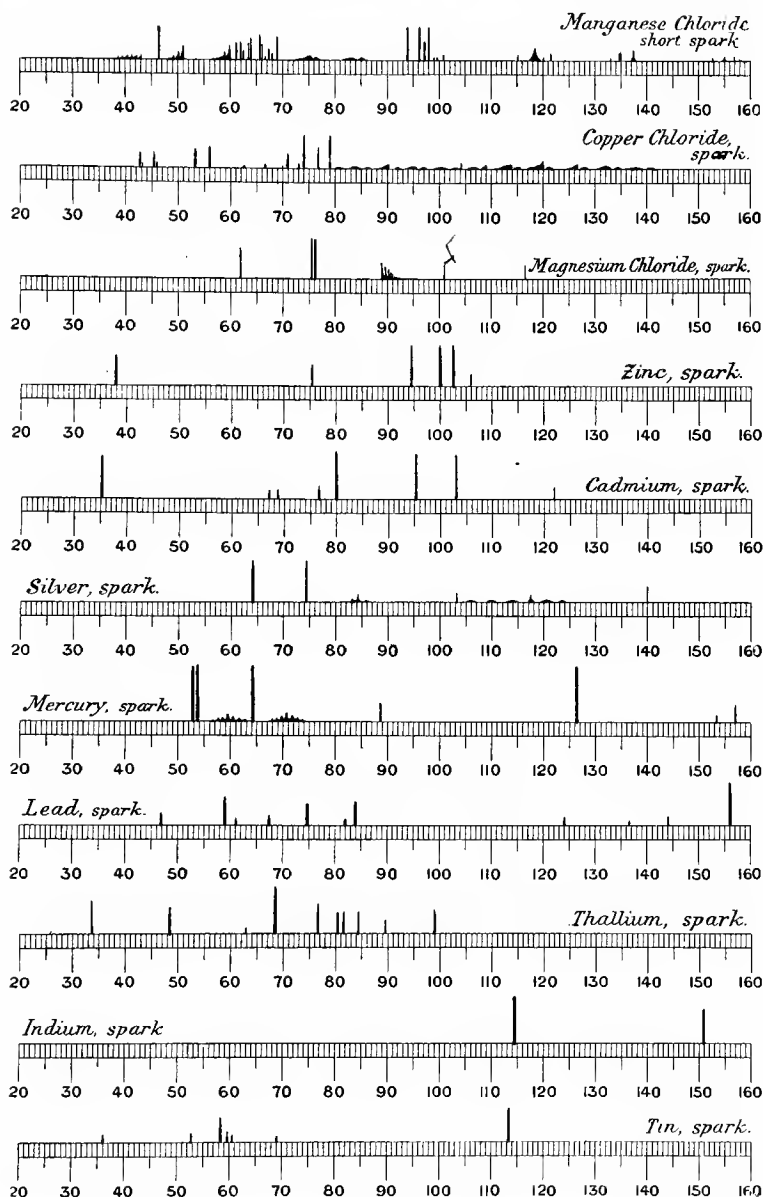 Manganese Chloride
short spark
20 30 40 50 60 70 80 90 100 110 120 130 140 150 160
Copper Chloride,
spark.
20 30 40 50 60 70 80 90 100 110 120 130 140 150 160
Magnesium Chloride, spark.
20 30 40 50 60 70 80 90 100 110 120 130 140 150 160
Zinc, spark.
20 30 40 50 60 70 80 90 100 110 120 130 140 150 160
Cadmium, spark.
20 30 40 50 60 70 80 90 100 110 120 130 140 150 160
Silver, spark.
20 30 40 50 60 70 80 90 100 110 120 130 140 150 160
Mercury, spark.
20 30 40 50 60 70 80 90 100 110 120 130 140 150 160
Lead, spark.
20 30 40 50 60 70 80 90 100 110 120 130 140 150 160
Thallium, spark.
20 30 40 50 60 70 80 90 100 110 120 130 140 150 160
Indium, spark
20 30 40 50 60 70 80 90 100 110 120 130 140 150 160
Tin, spark.
20 30 40 50 60 70 80 90 100 110 120 130 140 150 160